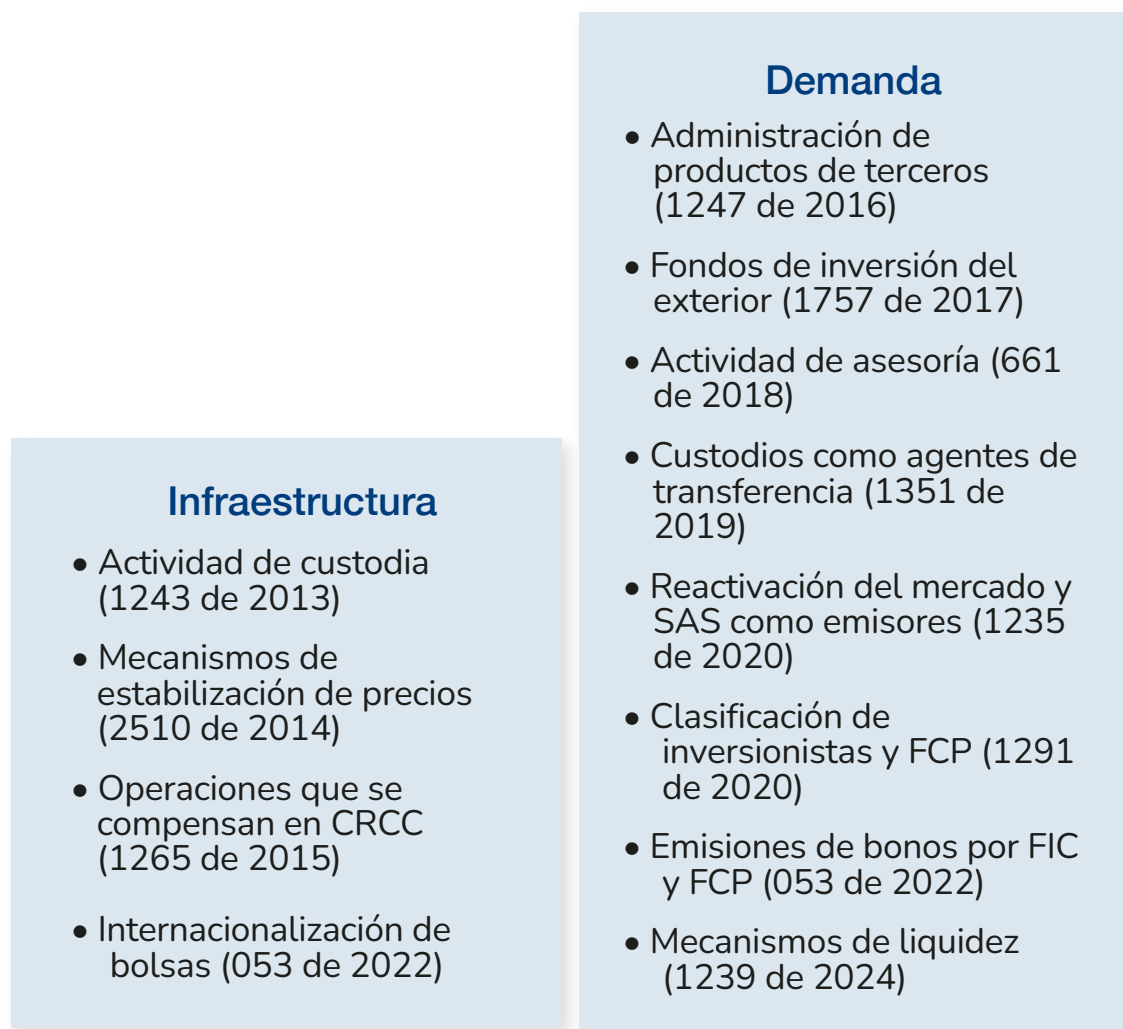 Infraestructura
• Actividad de custodia
(1243 de 2013)
• Mecanismos de
estabilización de precios
(2510 de 2014)
• Operaciones que se
compensan en CRCC
(1265 de 2015)
• Internacionalización de
bolsas (053 de 2022)
Demanda
• Administración de
productos de terceros
(1247 de 2016)
• Fondos de inversión del
exterior (1757 de 2017)
• Actividad de asesoría (661
de 2018)
• Custodios como agentes de
transferencia (1351 de
2019)
• Reactivación del mercado y
SAS como emisores (1235
de 2020)
• Clasificación de
inversionistas y FCP (1291
de 2020)
• Emisiones de bonos por FIC
y FCP (053 de 2022)
• Mecanismos de liquidez
(1239 de 2024)